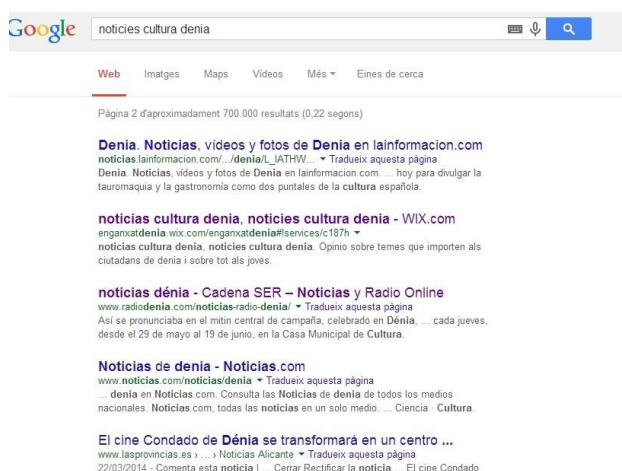 Google noticies cultura denia
Web Imatges Maps Vídeos Més Eines de cerca
Pàgina 2 d'aproximadament 700.000 resultats (0,22 segons)
Denia. Noticias, vídeos y fotos de Denia en lainformacion.com
noticias.lainformacion.com/.../denia/L_IATHW... Tradueix aquesta pàgina
Denia. Noticias, vídeos y fotos de Denia en lainformacion.com. ... hoy para divulgar la
tauromaquia y la gastronomía como dos puntales de la cultura española.
noticias cultura denia, noticies cultura denia - WIX.com
enganxatdenia.wix.com/enganxatdenia#!services/c187h
noticias cultura denia, noticies cultura denia. Opinio sobre temes que importen als
ciutadans de denia i sobre tot als joves.
noticias dénia - Cadena SER – Noticias y Radio Online
www.radiodenia.com/noticias-radio-denia/ Tradueix aquesta pàgina
Así se pronunciaba en el mitin central de campaña, celebrado en Dénia, ... cada jueves,
desde el 29 de mayo al 19 de junio, en la Casa Municipal de Cultura.
Noticias de denia - Noticias.com
www.noticias.com/noticias/denia Tradueix aquesta pàgina
... denia en Noticias.com. Consulta las Noticias de denia de todos los medios
nacionales. Noticias.com, todas las noticias en un solo medio. ... Ciencia · Cultura.
El cine Condado de Dénia se transformará en un centro ...
www.lasprovincias.es › ... › Noticias Alicante Tradueix aquesta pàgina
22/03/2014 - Comenta esta noticia | ... Cerrar Rectificar la noticia ... El cine Condado